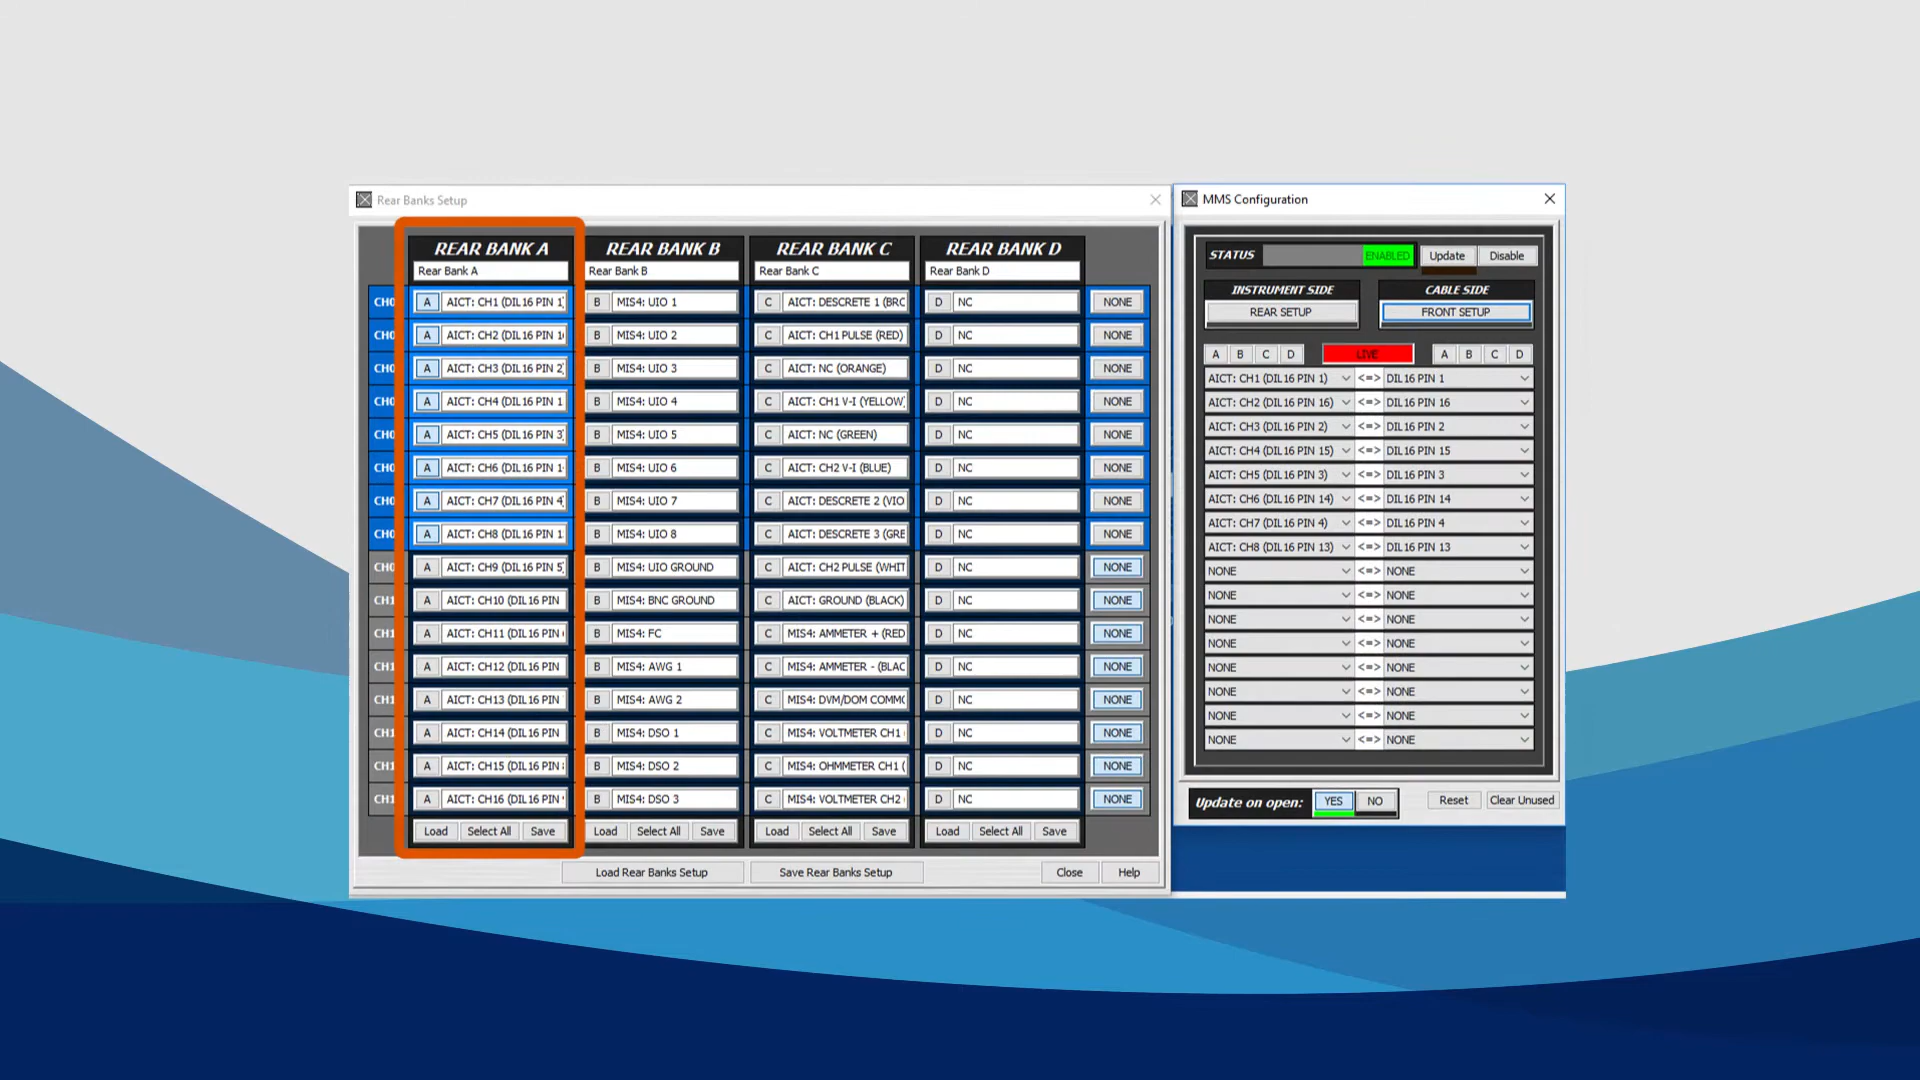 Rear Banks Setup
REAR BANK A REAR BANK B REAR BANK C REAR BANK D
Rear Bank A Rear Bank B Rear Bank C Rear Bank D
CH0 A AICT: CH1 (DIL16 PIN 1) B MIS4: UIO 1 C AICT: DESCRETE 1 (BRC D NC NONE
CH0 A AICT: CH2 (DIL16 PIN 1 B MIS4: UIO 2 C AICT: CH1 PULSE (RED) D NC NONE
CH0 A AICT: CH3 (DIL16 PIN 2) B MIS4: UIO 3 C AICT: NC (ORANGE) D NC NONE
CH0 A AICT: CH4 (DIL16 PIN 1 B MIS4: UIO 4 C AICT: CH1 V-I (YELLOW) D NC NONE
CH0 A AICT: CH5 (DIL16 PIN 3) B MIS4: UIO 5 C AICT: NC (GREEN) D NC NONE
CH0 A AICT: CH6 (DIL16 PIN 1 B MIS4: UIO 6 C AICT: CH2 V-I (BLUE) D NC NONE
CH0 A AICT: CH7 (DIL16 PIN 4) B MIS4: UIO 7 C AICT: DESCRETE 2 (VIO D NC NONE
CH0 A AICT: CH8 (DIL16 PIN 1 B MIS4: UIO 8 C AICT: DESCRETE 3 (GRE D NC NONE
CH0 A AICT: CH9 (DIL16 PIN 5) B MIS4: UIO GROUND C AICT: CH2 PULSE (WHIT D NC NONE
CH1 A AICT: CH10 (DIL16 PIN B MIS4: BNC GROUND C AICT: GROUND (BLACK) D NC NONE
CH1 A AICT: CH11 (DIL16 PIN B MIS4: FC C MIS4: AMMETER + (RED D NC NONE
CH1 A AICT: CH12 (DIL16 PIN B MIS4: AWG 1 C MIS4: AMMETER - (BLAC D NC NONE
CH1 A AICT: CH13 (DIL16 PIN B MIS4: AWG 2 C MIS4: DVM/DOM COMMC D NC NONE
CH1 A AICT: CH14 (DIL16 PIN B MIS4: DSO 1 C MIS4: VOLTMETER CH1 D NC NONE
CH1 A AICT: CH15 (DIL16 PIN B MIS4: DSO 2 C MIS4: OHMMETER CH1 ( D NC NONE
CH1 A AICT: CH16 (DIL16 PIN B MIS4: DSO 3 C MIS4: VOLTMETER CH2 D NC NONE
Load Select All Save Load Select All Save Load Select All Save Load Select All Save
Load Rear Banks Setup Save Rear Banks Setup Close Help
MMS Configuration
STATUS ENABLED Update Disable
INSTRUMENT SIDE CABLE SIDE
REAR SETUP FRONT SETUP
A B C D LIVE A B C D
AICT: CH1 (DIL16 PIN 1) <=> DIL16 PIN 1
AICT: CH2 (DIL16 PIN 16) <=> DIL16 PIN 16
AICT: CH3 (DIL16 PIN 2) <=> DIL16 PIN 2
AICT: CH4 (DIL16 PIN 15) <=> DIL16 PIN 15
AICT: CH5 (DIL16 PIN 3) <=> DIL16 PIN 3
AICT: CH6 (DIL16 PIN 14) <=> DIL16 PIN 14
AICT: CH7 (DIL16 PIN 4) <=> DIL16 PIN 4
AICT: CH8 (DIL16 PIN 13) <=> DIL16 PIN 13
NONE <=> NONE
NONE <=> NONE
NONE <=> NONE
NONE <=> NONE
NONE <=> NONE
NONE <=> NONE
NONE <=> NONE
NONE <=> NONE
Update on open: YES NO Reset Clear Unused